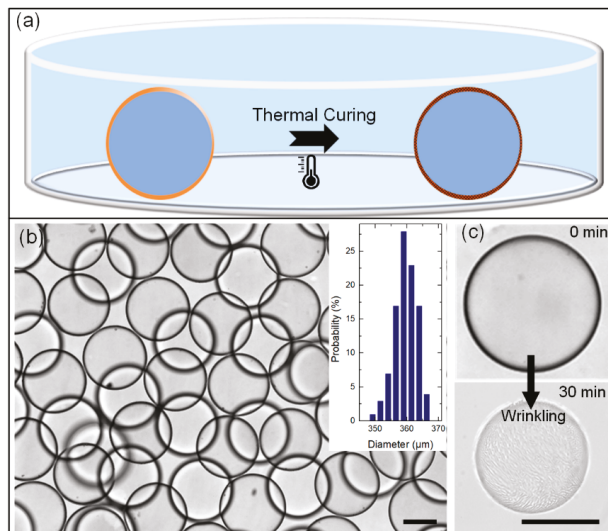 (a)
Thermal Curing
(b)
Probability (%)
25
20
15
10
5
0
350
360
370
Diameter (µm)
(c)
0 min
30 min
Wrinkling